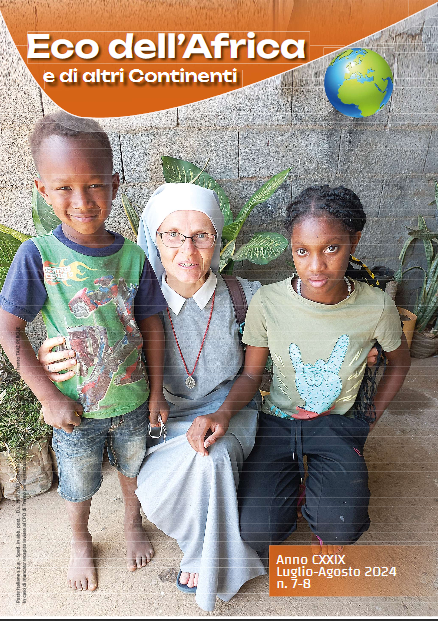 Eco dell'Africa
e di altri Continenti
Anno CXXIX
Luglio-Agosto 2024
n. 7-8